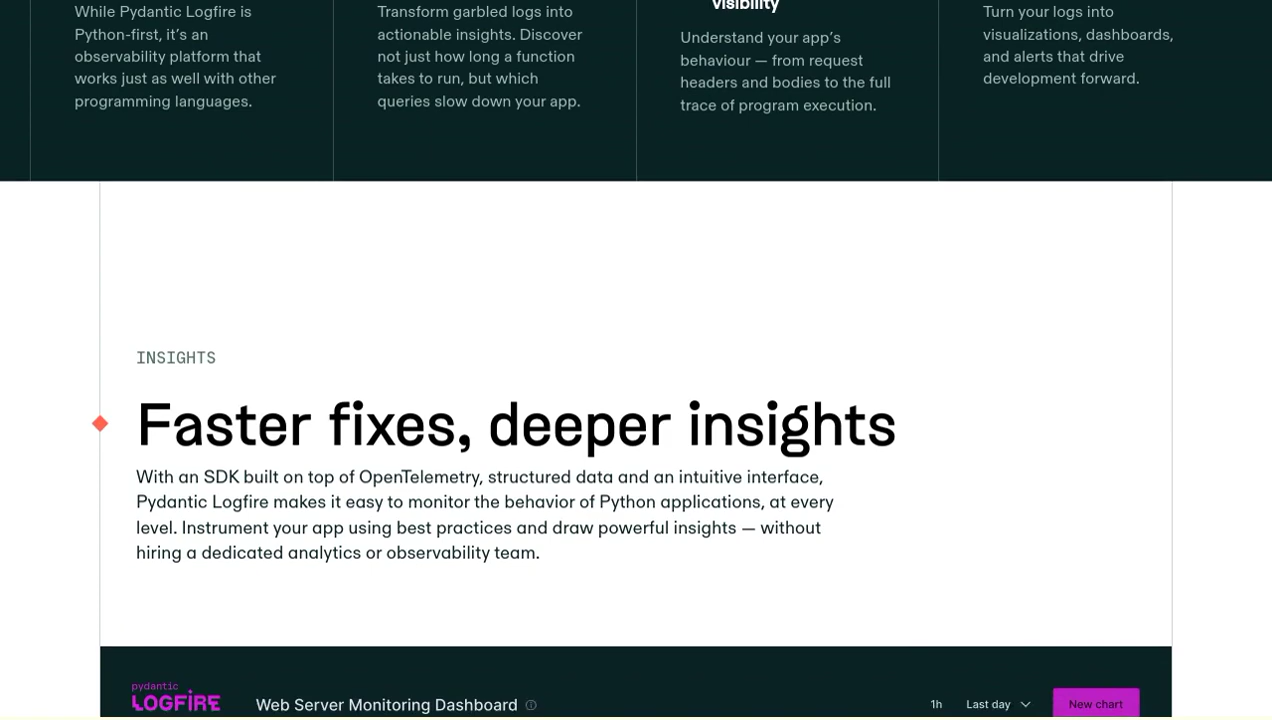 While Pydantic Logfire is
Python-first, it’s an
observability platform that
works just as well with other
programming languages.
Transform garbled logs into
actionable insights. Discover
not just how long a function
takes to run, but which
queries slow down your app.
visibility
Understand your app’s
behaviour — from request
headers and bodies to the full
trace of program execution.
Turn your logs into
visualizations, dashboards,
and alerts that drive
development forward.
INSIGHTS
Faster fixes, deeper insights
With an SDK built on top of OpenTelemetry, structured data and an intuitive interface,
Pydantic Logfire makes it easy to monitor the behavior of Python applications, at every
level. Instrument your app using best practices and draw powerful insights — without
hiring a dedicated analytics or observability team.
pydantic
LOGFIRE
Web Server Monitoring Dashboard
1h
Last day
New chart